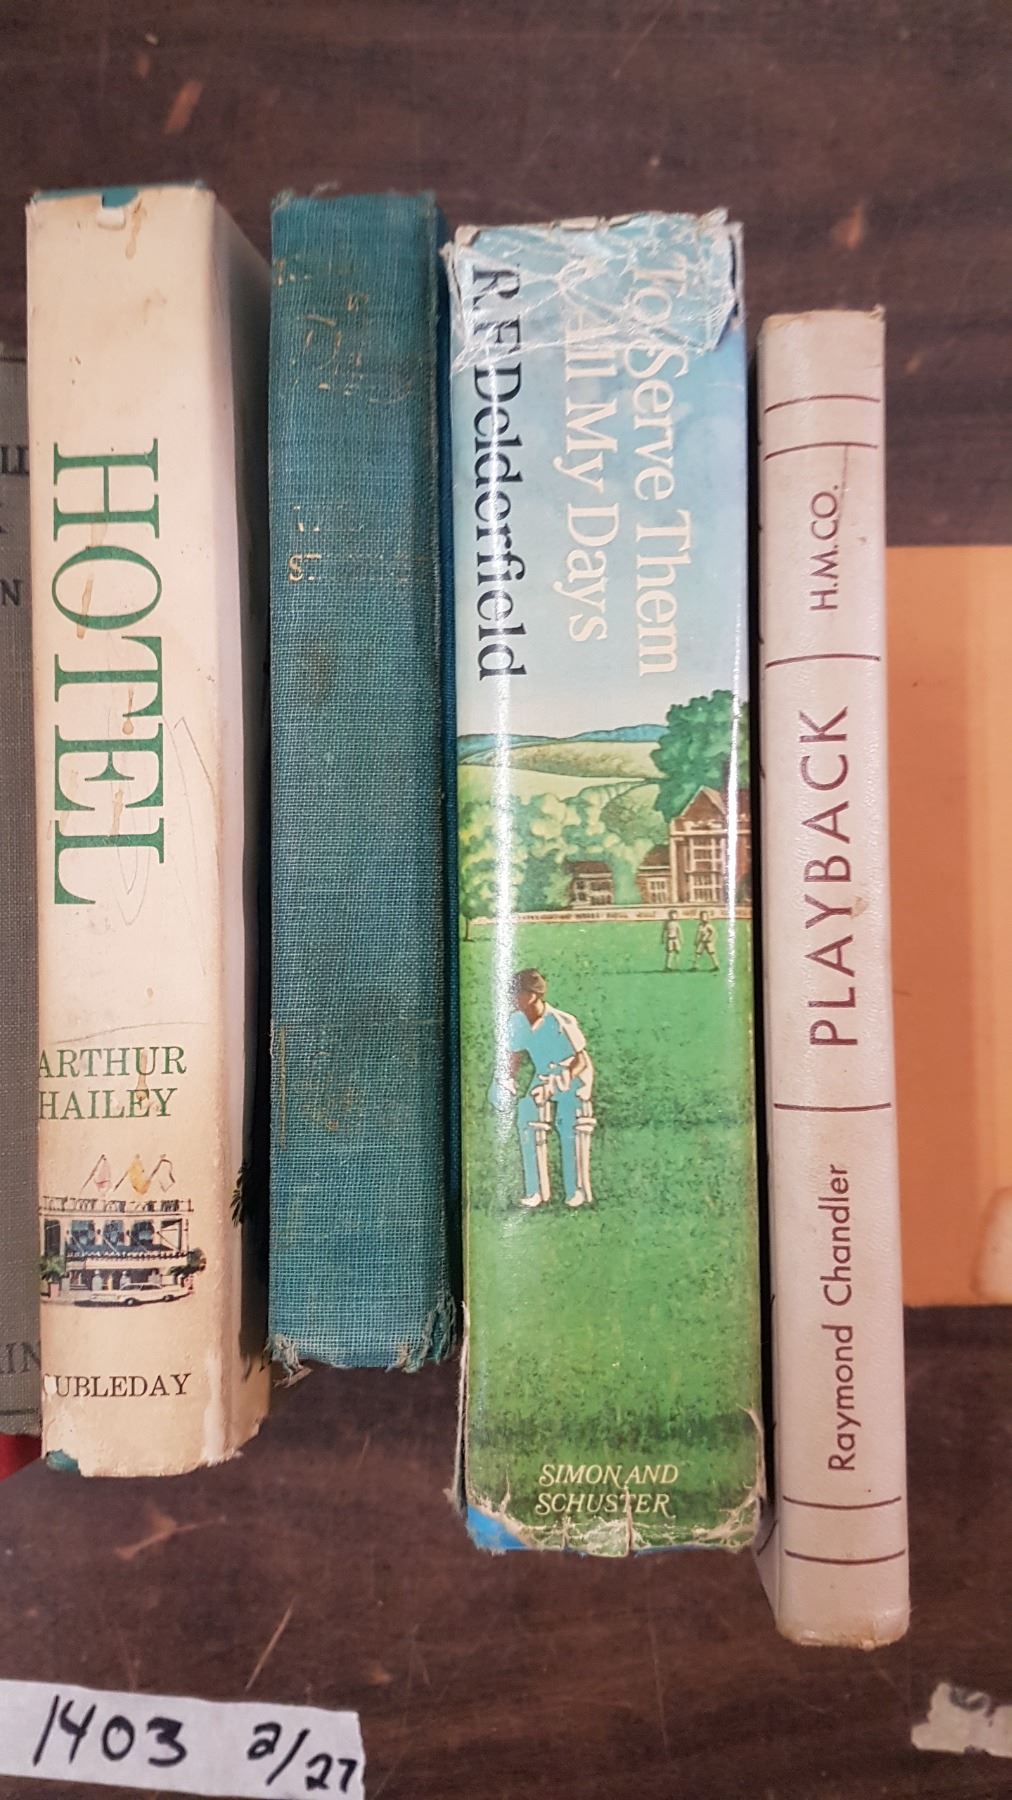 HOTEL
ARTHUR
HAILEY
UBLEDAY
To Serve Them
All My Days
R. F. Delderfield
SIMON AND
SCHUSTER
Raymond Chandler
PLAYBACK
H.M.CO.
1403 2/27